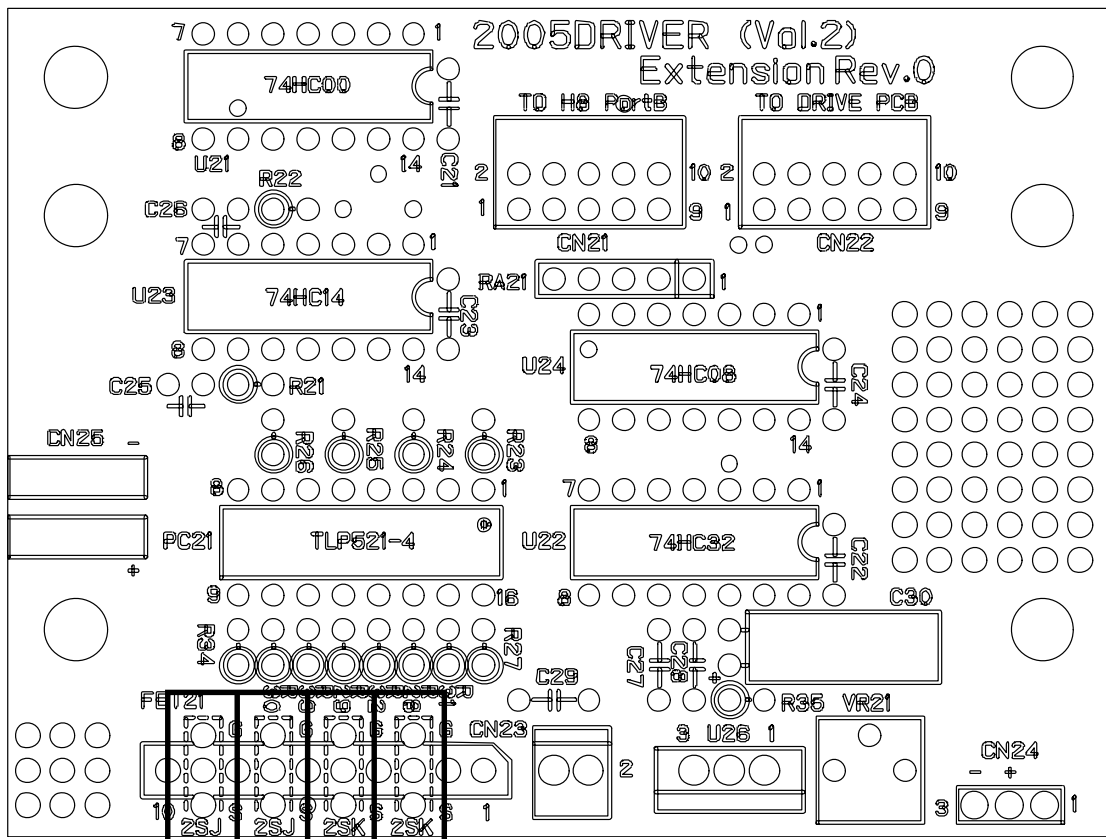 7 1 2005DRIVER (Vol.2)
74HC00 Extension Rev.0
TO H8 PortB TO DRIVE PCB
8 U21 14 C21
2 10 2 10
R22
C26 1 9 1 9
7 1 CN21 CN22
RA21 1
U23 74HC14 C23
7 1
8 14
U24 74HC08 C24
C25 R21
8 14
CN25 -
R26 R25 R24 R23
8 1 7 1
PC21 TLP521-4 U22 74HC32 C22
+
9 16 8
C30
R34 R27
C27 C28
+
C29 R35 VR21
FET21 CN23 3 U26 1
2 CN24
- +
10 1 3 1
2SJ 2SJ 2SK 2SK